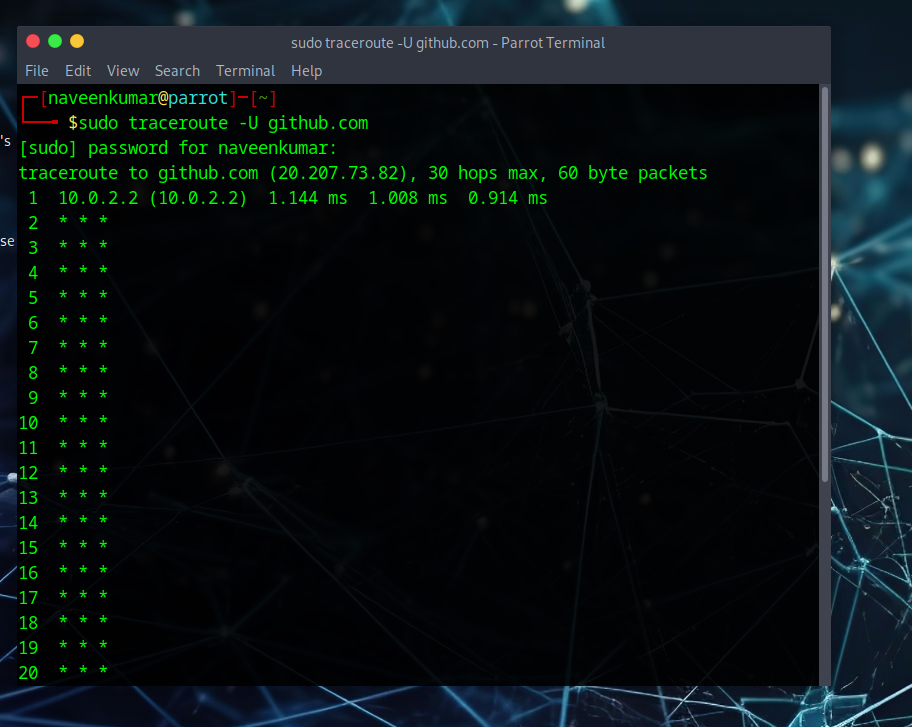 sudo traceroute -U github.com - Parrot Terminal
File Edit View Search Terminal Help
[naveenkumar@parrot]-[~]
$sudo traceroute -U github.com
's
[sudo] password for naveenkumar:
traceroute to github.com (20.207.73.82), 30 hops max, 60 byte packets
1 10.0.2.2 (10.0.2.2) 1.144 ms 1.008 ms 0.914 ms
2 * * *
se
3 * * *
4 * * *
5 * * *
6 * * *
7 * * *
8 * * *
9 * * *
10 * * *
11 * * *
12 * * *
13 * * *
14 * * *
15 * * *
16 * * *
17 * * *
18 * * *
19 * * *
20 * * *